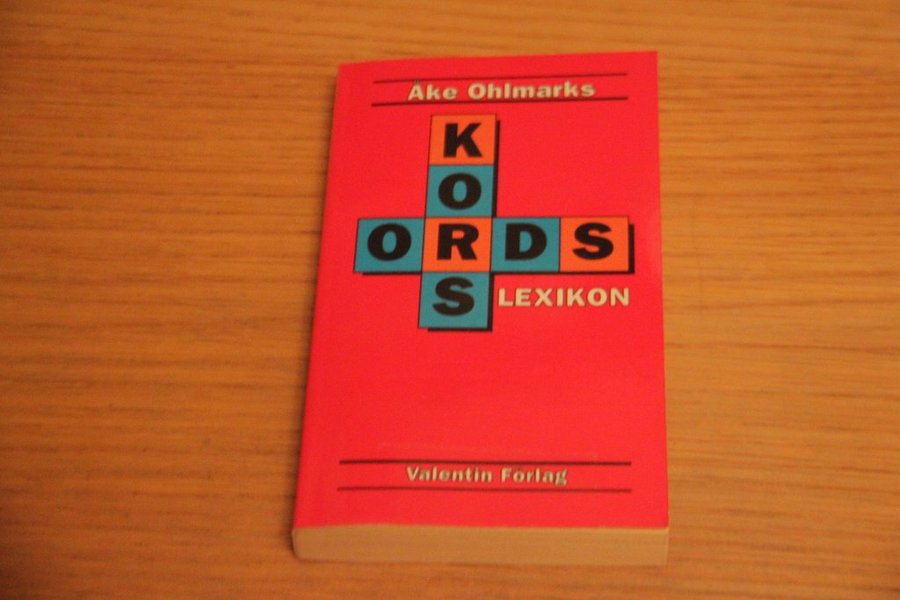 Åke Ohlmarks
KORS
ORDS
LEXIKON
Valentin Förlag